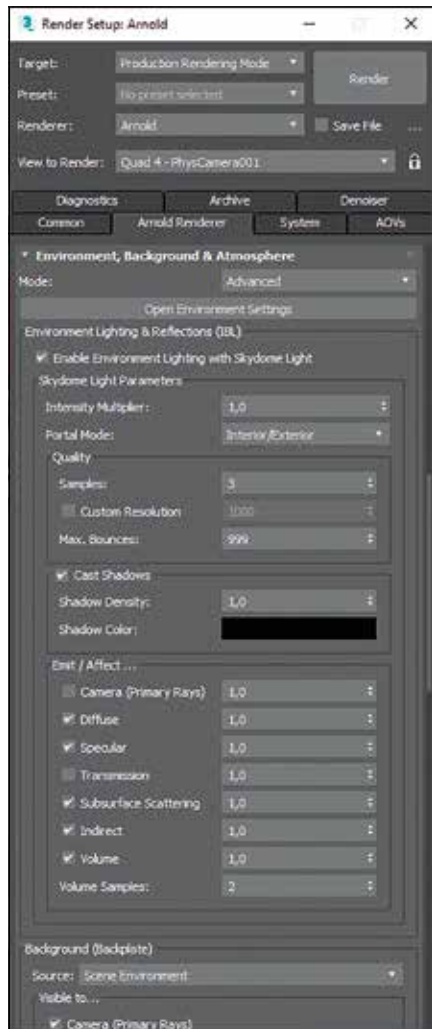 Render Setup: Arnold
Target: Production Rendering Mode
Render
Preset: No preset selected
Renderer: Arnold Save File ...
View to Render: Quad 4 - PhysCamera001
Diagnostics Archive Denoiser
Common Arnold Renderer System AOVs
Environment, Background & Atmosphere
Mode: Advanced
Open Environment Settings
Environment Lighting & Reflections (IBL)
Enable Environment Lighting with Skydome Light
Skydome Light Parameters
Intensity Multiplier: 1,0
Portal Mode: Interior/Exterior
Quality
Samples: 3
Custom Resolution 1000
Max. Bounces: 999
Cast Shadows
Shadow Density: 1,0
Shadow Color:
Emit / Affect ...
Camera (Primary Rays) 1,0
Diffuse 1,0
Specular 1,0
Transmission 1,0
Subsurface Scattering 1,0
Indirect 1,0
Volume 1,0
Volume Samples: 2
Background (Backplate)
Source: Scene Environment
Visible to...
Camera (Primary Rays)